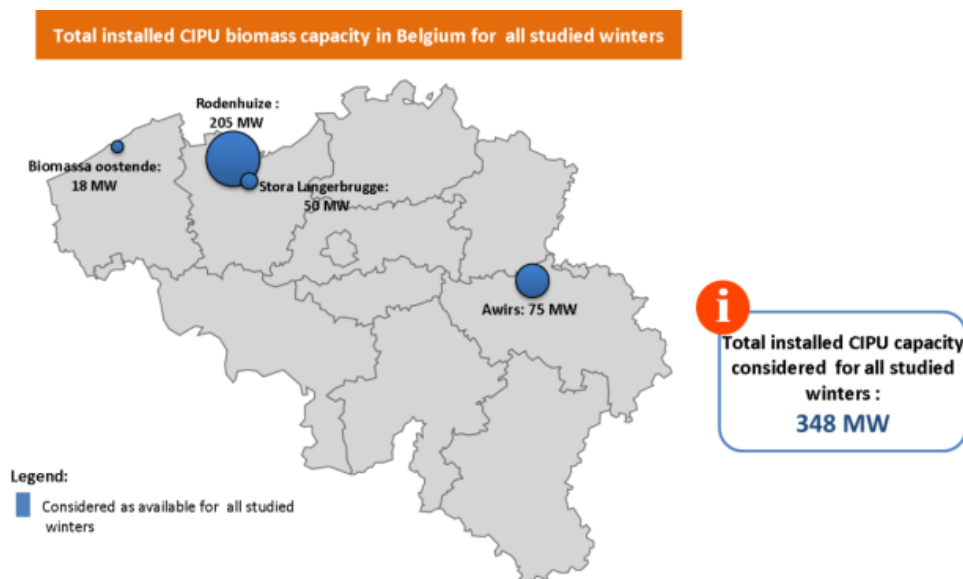 Total installed CIPU biomass capacity in Belgium for all studied winters
Rodenhuize :
205 MW
Biomassa oostende:
18 MW
Stora Langerbrugge:
50 MW
Awirs: 75 MW
i
Total installed CIPU capacity
considered for all studied
winters :
348 MW
Legend:
Considered as available for all studied
winters